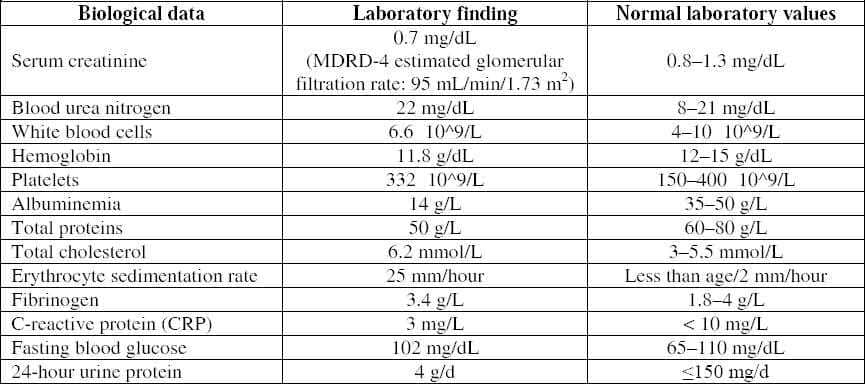 Biological data Laboratory finding Normal laboratory values
Serum creatinine 0.7 mg/dL (MDRD-4 estimated glomerular filtration rate: 95 mL/min/1.73 m²) 0.8–1.3 mg/dL
Blood urea nitrogen 22 mg/dL 8–21 mg/dL
White blood cells 6.6 10^9/L 4–10 10^9/L
Hemoglobin 11.8 g/dL 12–15 g/dL
Platelets 332 10^9/L 150–400 10^9/L
Albuminemia 14 g/L 35–50 g/L
Total proteins 50 g/L 60–80 g/L
Total cholesterol 6.2 mmol/L 3–5.5 mmol/L
Erythrocyte sedimentation rate 25 mm/hour Less than age/2 mm/hour
Fibrinogen 3.4 g/L 1.8–4 g/L
C-reactive protein (CRP) 3 mg/L < 10 mg/L
Fasting blood glucose 102 mg/dL 65–110 mg/dL
24-hour urine protein 4 g/d ≤150 mg/d